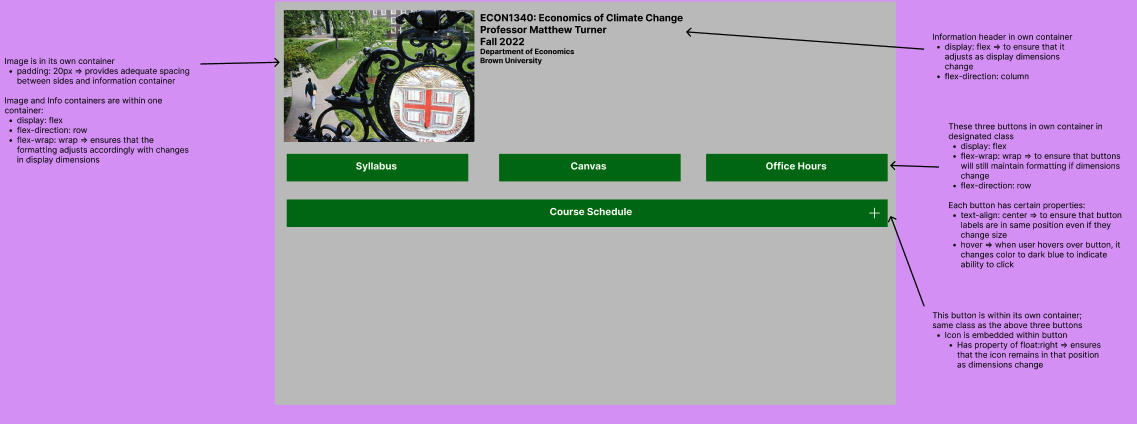 ECON1340: Economics of Climate Change
Professor Matthew Turner
Fall 2022
Department of Economics
Brown University
Image is in its own container
• padding: 20px => provides adequate spacing
between sides and information container
Image and Info containers are within one
container:
• display: flex
• flex-direction: row
• flex-wrap: wrap => ensures that the
formatting adjusts accordingly with changes
in display dimensions
Information header in own container
• display: flex => to ensure that it
adjusts as display dimensions
change
• flex-direction: column
These three buttons in own container in
designated class
• display: flex
• flex-wrap: wrap => to ensure that buttons
will still maintain formatting if dimensions
change
• flex-direction: row
Each button has certain properties:
• text-align: center => to ensure that button
labels are in same position even if they
change size
• hover => when user hovers over button, it
changes color to dark blue to indicate
ability to click
Syllabus
Canvas
Office Hours
Course Schedule
This button is within its own container;
same class as the above three buttons
• Icon is embedded within button
• Has property of float:right => ensures
that the icon remains in that position
as dimensions change